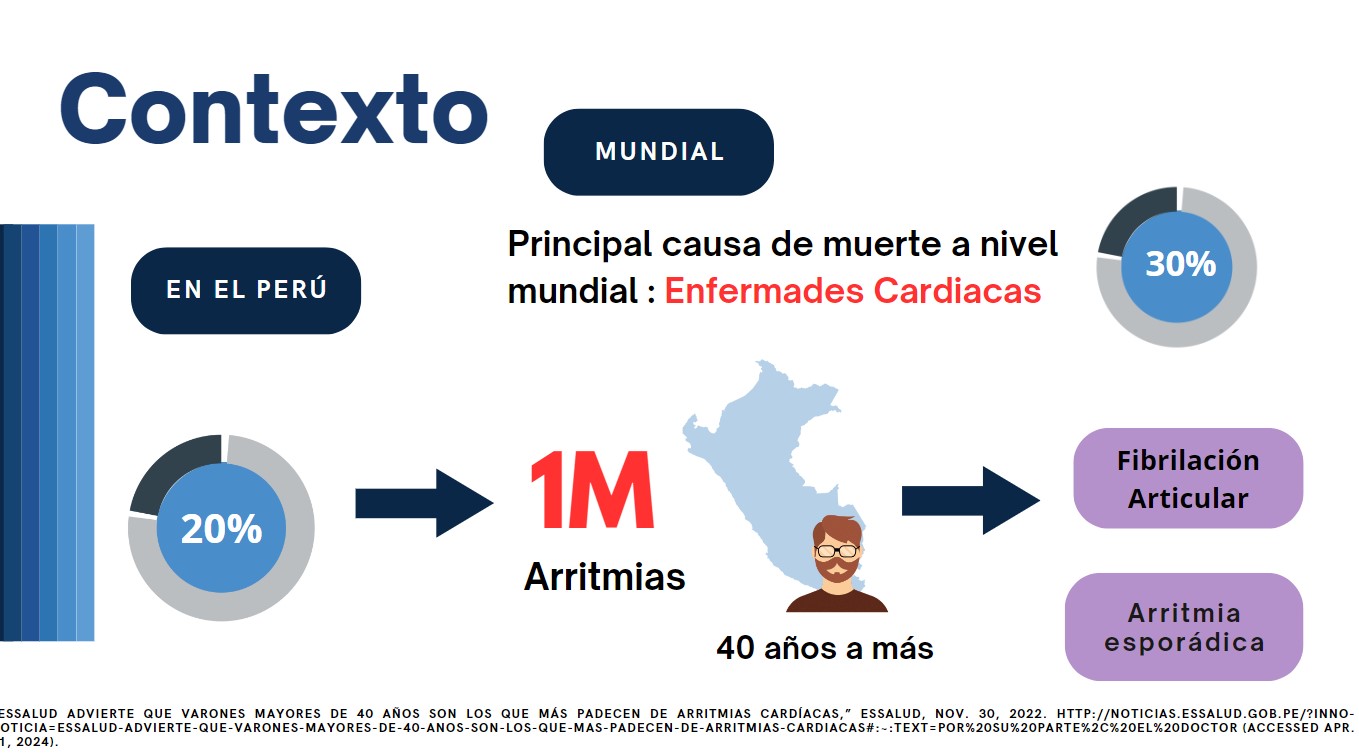 Contexto
MUNDIAL
Principal causa de muerte a nivel
mundial : Enfermades Cardiacas
30%
EN EL PERÚ
20%
1M
Arritmias
40 años a más
Fibrilación
Articular
Arritmia
esporádica
ESSALUD ADVIERTE QUE VARONES MAYORES DE 40 AÑOS SON LOS QUE MÁS PADECEN DE ARRITMIAS CARDÍACAS,” ESSALUD, NOV. 30, 2022. HTTP://NOTICIAS.ESSALUD.GOB.PE/?INNO-
OTICIA=ESSALUD-ADVIERTE-QUE-VARONES-MAYORES-DE-40-ANOS-SON-LOS-QUE-MAS-PADECEN-DE-ARRITMIAS-CARDIACAS#:~:TEXT=POR%20SU%20PARTE%2C%20EL%20DOCTOR (ACCESSED APR.
1, 2024).